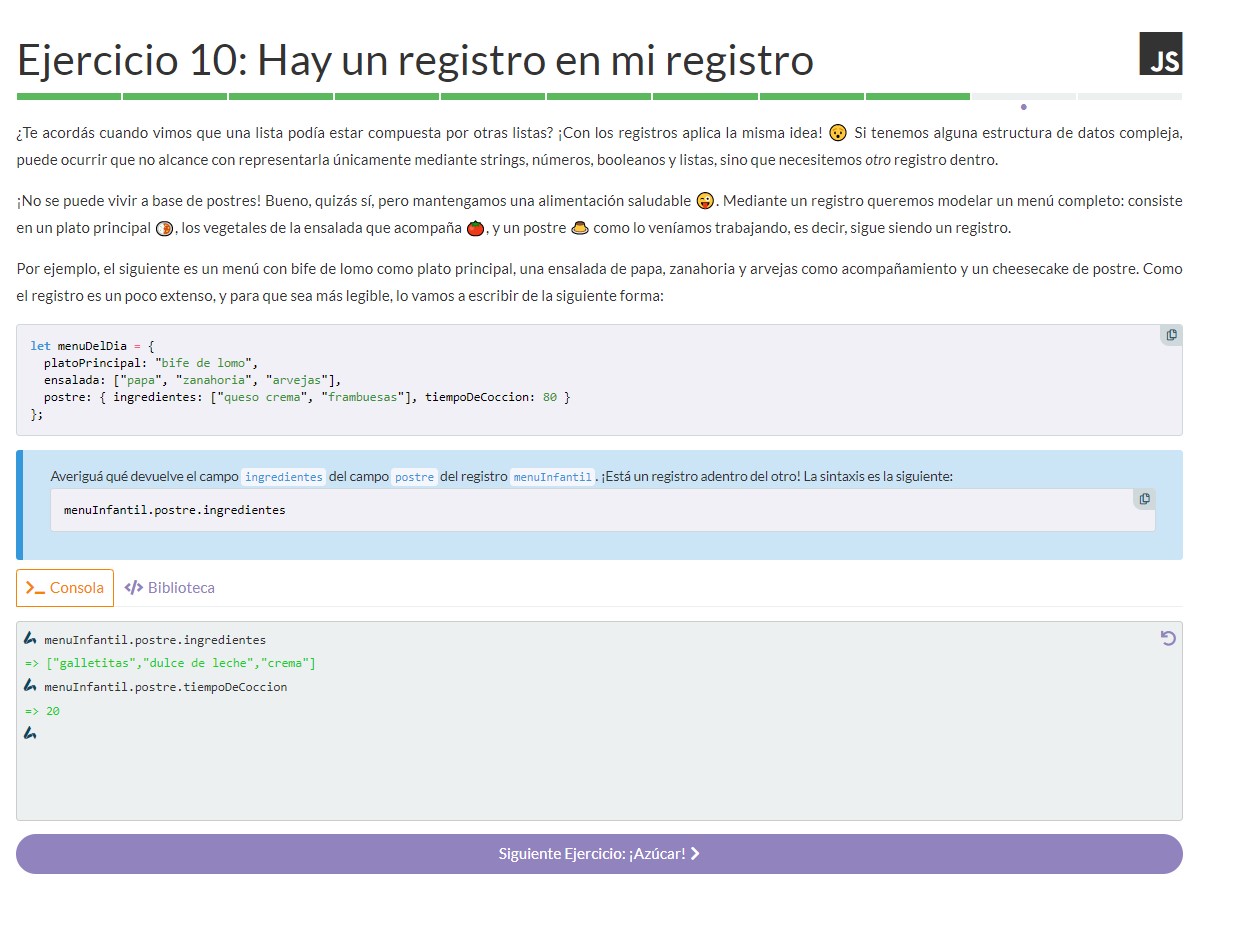 Ejercicio 10: Hay un registro en mi registro
JS
¿Te acordás cuando vimos que una lista podía estar compuesta por otras listas? ¡Con los registros aplica la misma idea! 😯 Si tenemos alguna estructura de datos compleja,
puede ocurrir que no alcance con representarla únicamente mediante strings, números, booleanos y listas, sino que necesitemos otro registro dentro.
¡No se puede vivir a base de postres! Bueno, quizás sí, pero mantengamos una alimentación saludable 😜. Mediante un registro queremos modelar un menú completo: consiste
en un plato principal 🍞, los vegetales de la ensalada que acompaña 🍅, y un postre 🍮 como lo veníamos trabajando, es decir, sigue siendo un registro.
Por ejemplo, el siguiente es un menú con bife de lomo como plato principal, una ensalada de papa, zanahoria y arvejas como acompañamiento y un cheesecake de postre. Como
el registro es un poco extenso, y para que sea más legible, lo vamos a escribir de la siguiente forma:
let menuDelDia = {
  platoPrincipal: "bife de lomo",
  ensalada: ["papa", "zanahoria", "arvejas"],
  postre: { ingredientes: ["queso crema", "frambuesas"], tiempoDeCoccion: 80 }
};
Averiguá qué devuelve el campo ingredientes del campo postre del registro menuInfantil. ¡Está un registro adentro del otro! La sintaxis es la siguiente:
menuInfantil.postre.ingredientes
>_ Consola </> Biblioteca
menuInfantil.postre.ingredientes
=> ["galletitas","dulce de leche","crema"]
menuInfantil.postre.tiempoDeCoccion
=> 20
Siguiente Ejercicio: ¡Azúcar! >